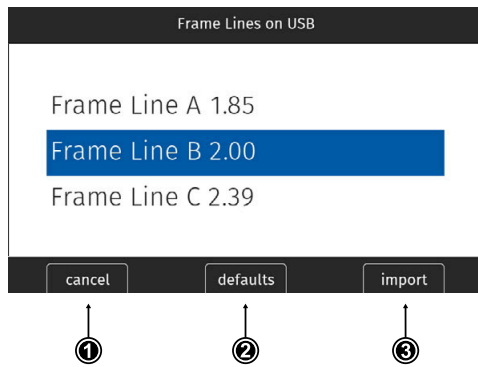 Frame Lines on USB
Frame Line A 1.85
Frame Line B 2.00
Frame Line C 2.39
cancel defaults import
1 2 3